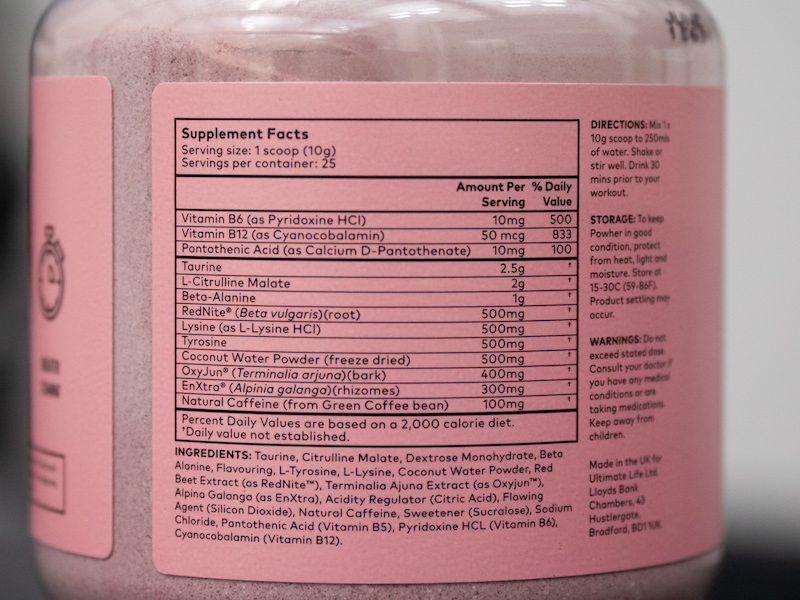 Supplement Facts
Serving size: 1 scoop (10g)
Servings per container: 25
Amount Per Serving % Daily Value
Vitamin B6 (as Pyridoxine HCl) 10mg 500
Vitamin B12 (as Cyanocobalamin) 50 mcg 833
Pantothenic Acid (as Calcium D-Pantothenate) 10mg 100
Taurine 2.5g †
L-Citrulline Malate 2g †
Beta-Alanine 1g †
RedNite® (Beta vulgaris)(root) 500mg †
Lysine (as L-Lysine HCl) 500mg †
Tyrosine 500mg †
Coconut Water Powder (freeze dried) 500mg †
OxyJun® (Terminalia arjuna)(bark) 400mg †
EnXtra® (Alpinia galanga)(rhizomes) 300mg †
Natural Caffeine (from Green Coffee bean) 100mg †
Percent Daily Values are based on a 2,000 calorie diet.
†Daily value not established.
INGREDIENTS: Taurine, Citrulline Malate, Dextrose Monohydrate, Beta
Alanine, Flavouring, L-Tyrosine, L-Lysine, Coconut Water Powder, Red
Beet Extract (as RedNite™), Terminalia Ajuna Extract (as Oxyjun™),
Alpina Galanga (as EnXtra), Acidity Regulator (Citric Acid), Flowing
Agent (Silicon Dioxide), Natural Caffeine, Sweetener (Sucralose), Sodium
Chloride, Pantothenic Acid (Vitamin B5), Pyridoxine HCL (Vitamin B6),
Cyanocobalamin (Vitamin B12).
DIRECTIONS: Mix 1 x
10g scoop to 250mls
of water. Shake or
stir well. Drink 30
mins prior to your
workout.
STORAGE: To keep
Powher in good
condition, protect
from heat, light and
moisture. Store at
15-30C (59-86F).
Product settling may
occur.
WARNINGS: Do not
exceed stated dose.
Consult your doctor if
you have any medical
conditions or are
taking medications.
Keep away from
children.
Made in the UK for
Ultimate Life Ltd.
Lloyds Bank
Chambers, 43
Hustlergate,
Bradford, BD1 1UK.